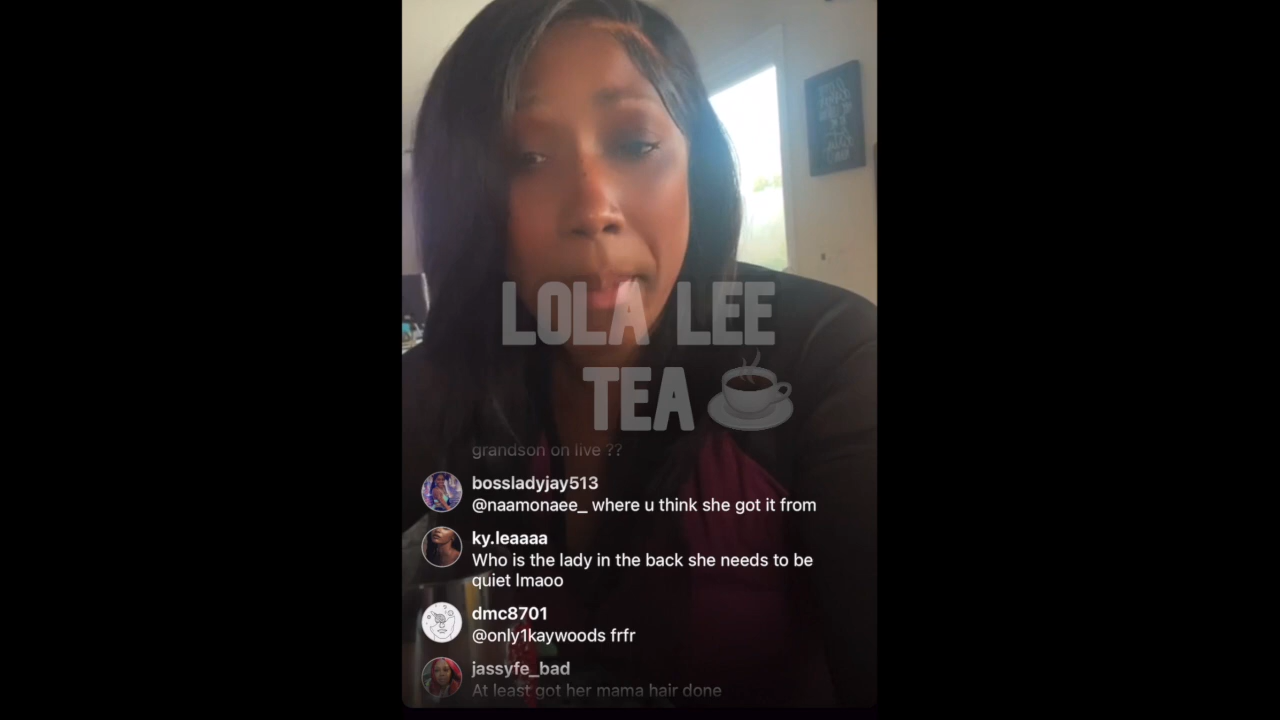 LOLA LEE
TEA
grandson on live ??
bossladyjay513
@naamonaee_ where u think she got it from
ky.leaaaa
Who is the lady in the back she needs to be
quiet lmaoo
dmc8701
@only1kaywoods frfr
jassyfe_bad
At least got her mama hair done